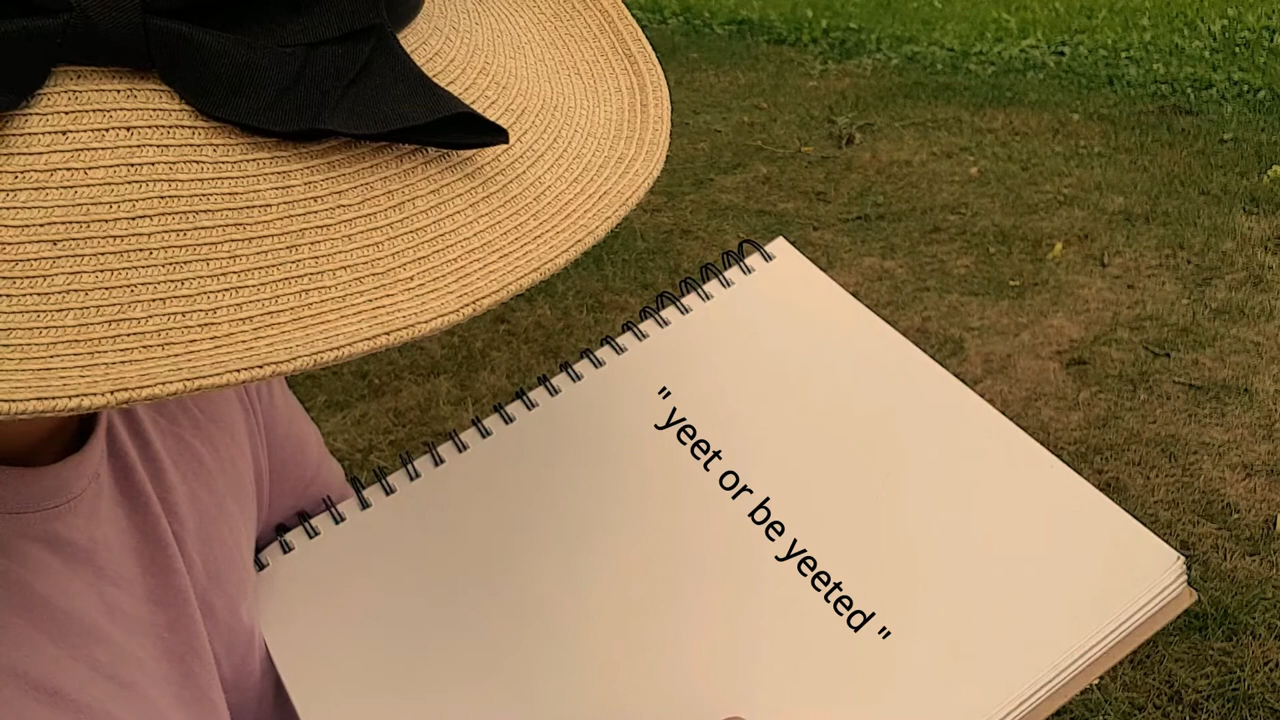 " yeet or be yeeted "